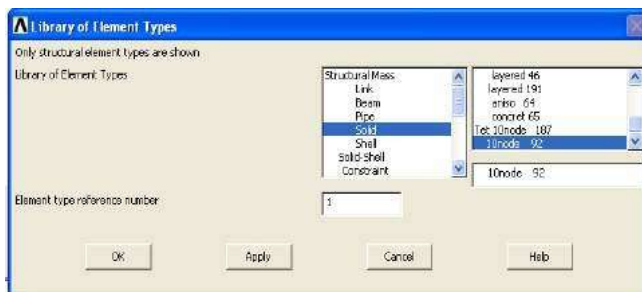 Library of Element Types
Only structural element types are shown
Library of Element Types
Structural Mass
Link
Beam
Pipe
Solid
Shell
Solid-Shell
Constraint
layered 46
layered 191
aniso 64
concret 65
Tet 10node 187
10node 92
10node 92
Element type reference number
1
OK
Apply
Cancel
Help